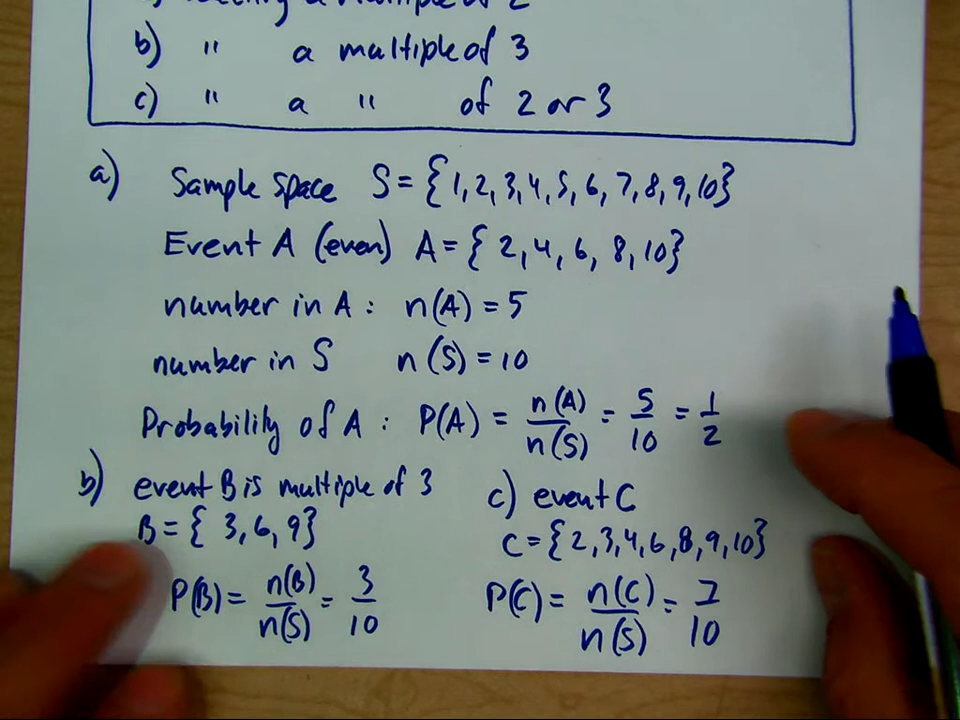 a multiple of 2
b) " a multiple of 3
c) " a " of 2 or 3
a) Sample space S = {1, 2, 3, 4, 5, 6, 7, 8, 9, 10}
Event A (even) A = { 2, 4, 6, 8, 10}
number in A : n(A) = 5
number in S n(S) = 10
Probability of A : P(A) = n(A)/n(S) = 5/10 = 1/2
b) event B is multiple of 3
B = { 3, 6, 9}
P(B) = n(B)/n(S) = 3/10
c) event C
C = {2, 3, 4, 6, 8, 9, 10}
P(C) = n(C)/n(S) = 7/10